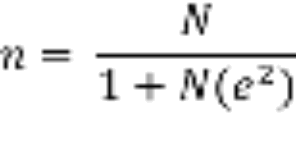 n = N / 1 + N(e²)